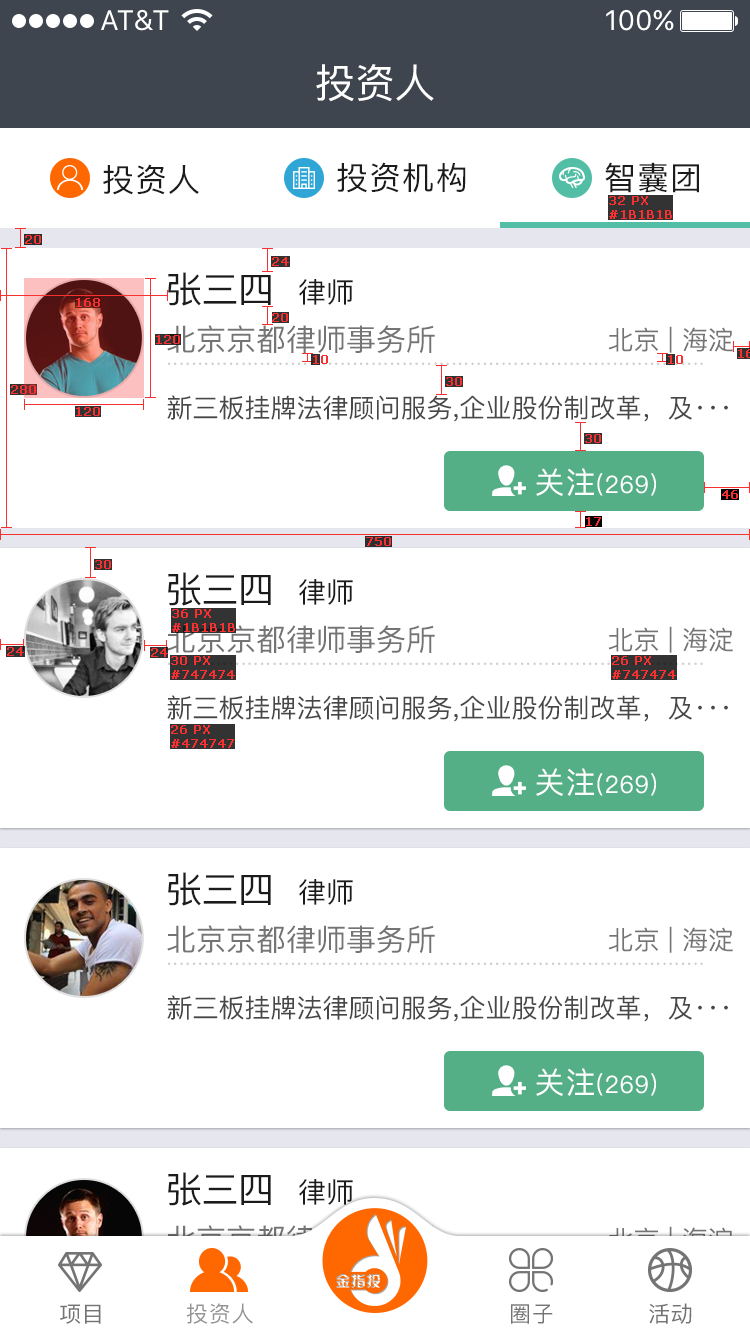 AT&T 100%
投资人
投资人 投资机构 智囊团
32 PX
#1B1B1B
20
24
张三四 律师
168
20
北京京都律师事务所 北京 | 海淀
120
16
10 10
280
30
120
新三板挂牌法律顾问服务,企业股份制改革，及···
30
关注(269)
46
17
750
30
张三四 律师
36 PX
#1B1B1B
北京京都律师事务所 北京 | 海淀
24 24
30 PX 26 PX
#747474 #747474
新三板挂牌法律顾问服务,企业股份制改革，及···
26 PX
#474747
关注(269)
张三四 律师
北京京都律师事务所 北京 | 海淀
新三板挂牌法律顾问服务,企业股份制改革，及···
关注(269)
张三四 律师
金指投
项目 投资人 圈子 活动